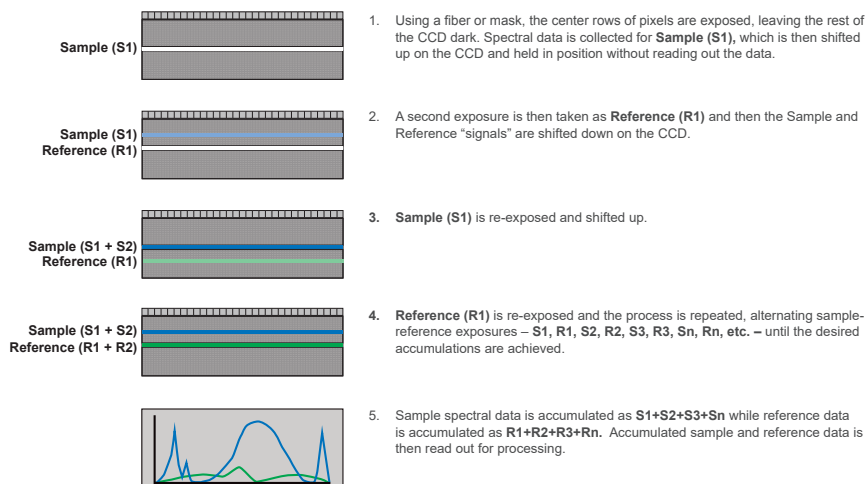 Sample (S1)
1. Using a fiber or mask, the center rows of pixels are exposed, leaving the rest of
the CCD dark. Spectral data is collected for Sample (S1), which is then shifted
up on the CCD and held in position without reading out the data.
Sample (S1)
Reference (R1)
2. A second exposure is then taken as Reference (R1) and then the Sample and
Reference “signals” are shifted down on the CCD.
Sample (S1 + S2)
Reference (R1)
3. Sample (S1) is re-exposed and shifted up.
Sample (S1 + S2)
Reference (R1 + R2)
4. Reference (R1) is re-exposed and the process is repeated, alternating sample-
reference exposures – S1, R1, S2, R2, S3, R3, Sn, Rn, etc. – until the desired
accumulations are achieved.
5. Sample spectral data is accumulated as S1+S2+S3+Sn while reference data
is accumulated as R1+R2+R3+Rn. Accumulated sample and reference data is
then read out for processing.